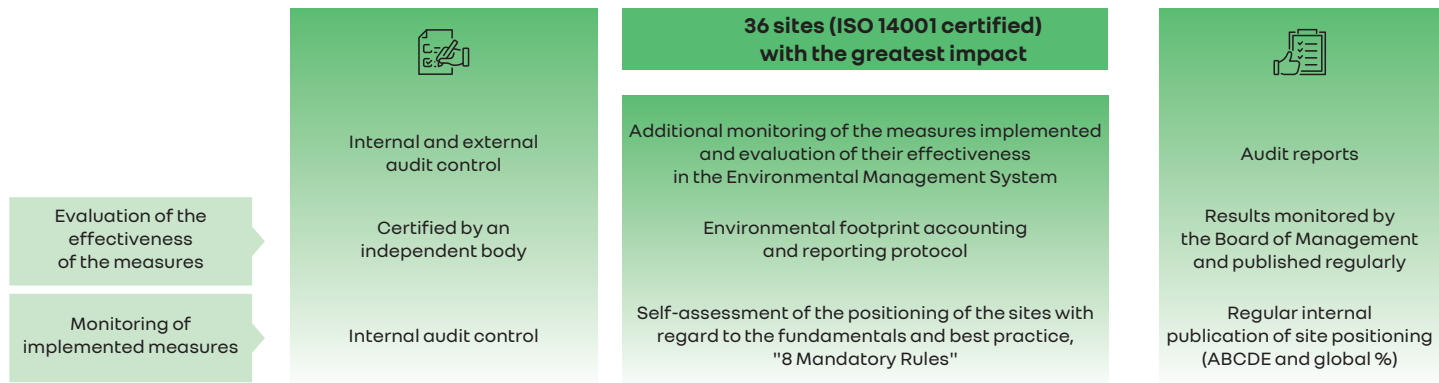 36 sites (ISO 14001 certified)
with the greatest impact
Internal and external
audit control
Additional monitoring of the measures implemented
and evaluation of their effectiveness
in the Environmental Management System
Audit reports
Evaluation of the
effectiveness
of the measures
Certified by an
independent body
Environmental footprint accounting
and reporting protocol
Results monitored by
the Board of Management
and published regularly
Monitoring of
implemented measures
Internal audit control
Self-assessment of the positioning of the sites with
regard to the fundamentals and best practice,
"8 Mandatory Rules"
Regular internal
publication of site positioning
(ABCDE and global %)